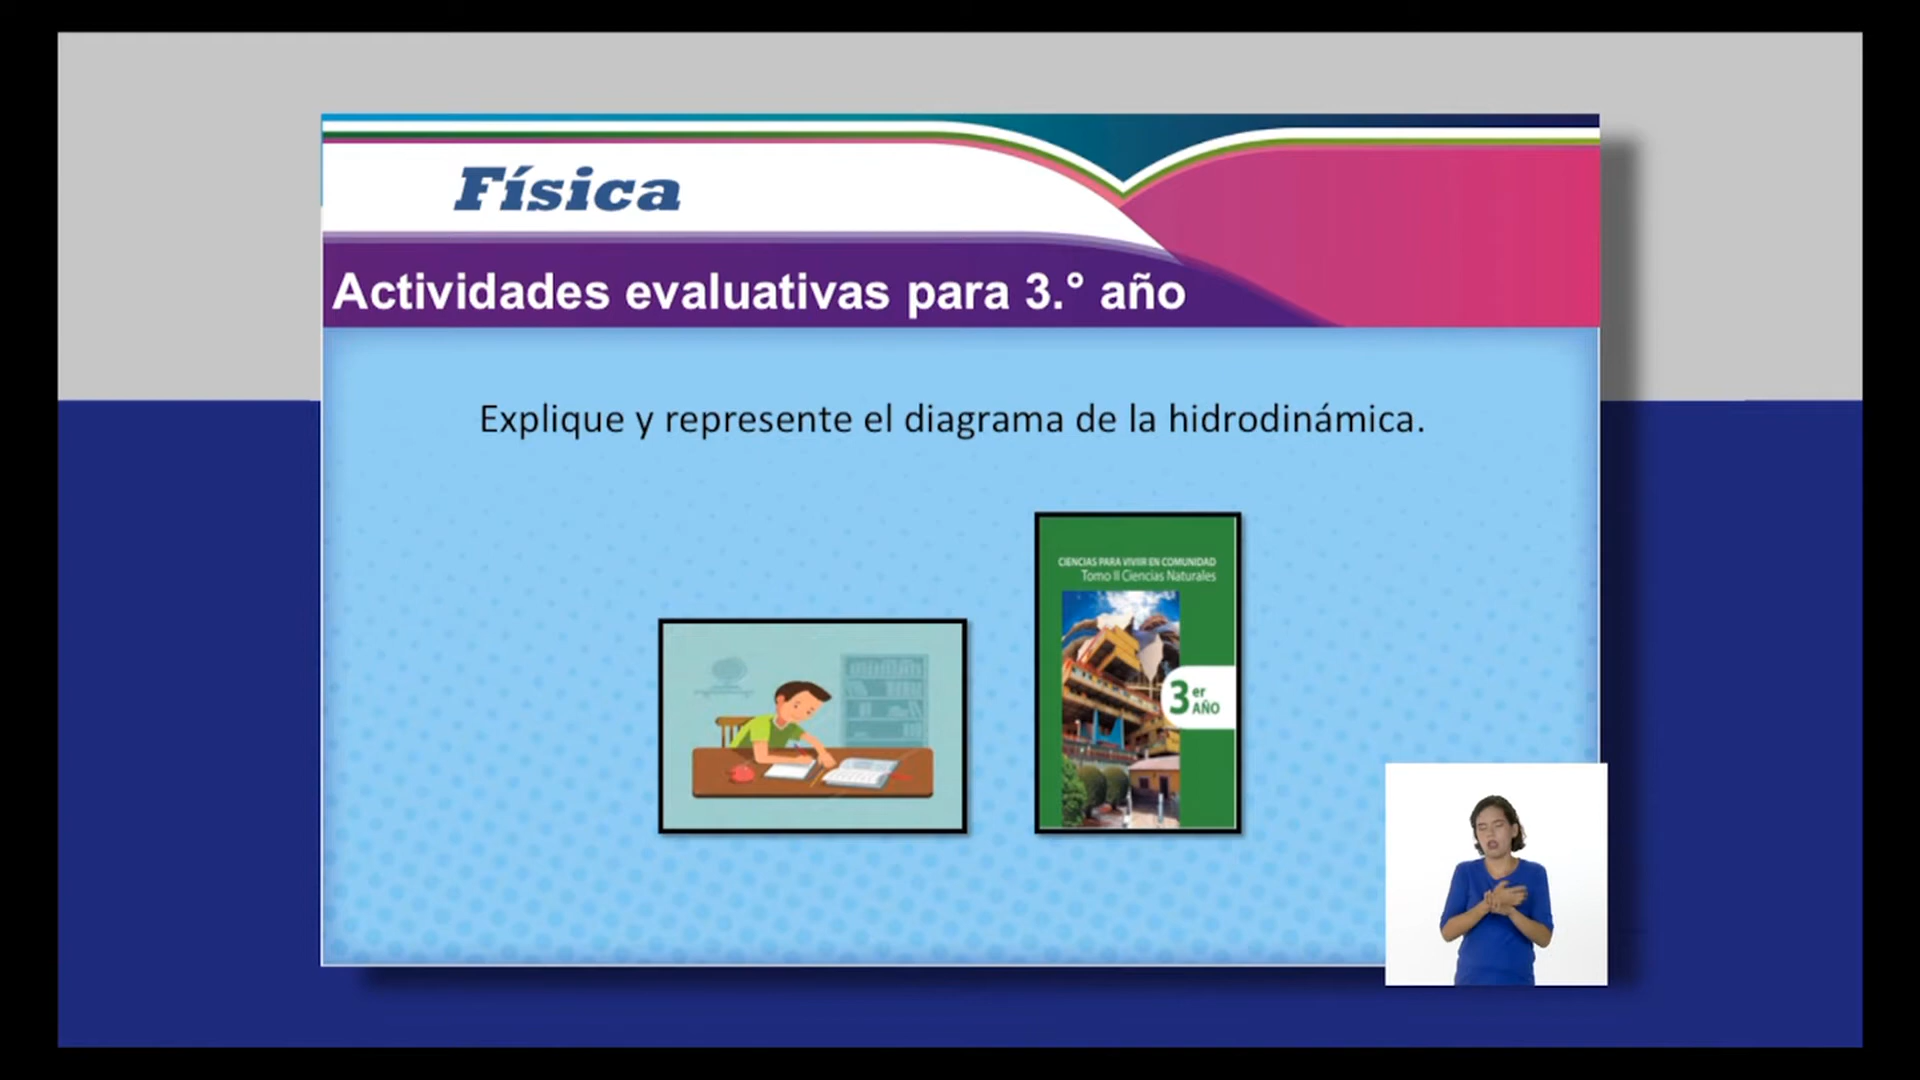 Física
Actividades evaluativas para 3.° año
Explique y represente el diagrama de la hidrodinámica.
CIENCIAS PARA VIVIR EN COMUNIDAD
Tomo II Ciencias Naturales
3er AÑO